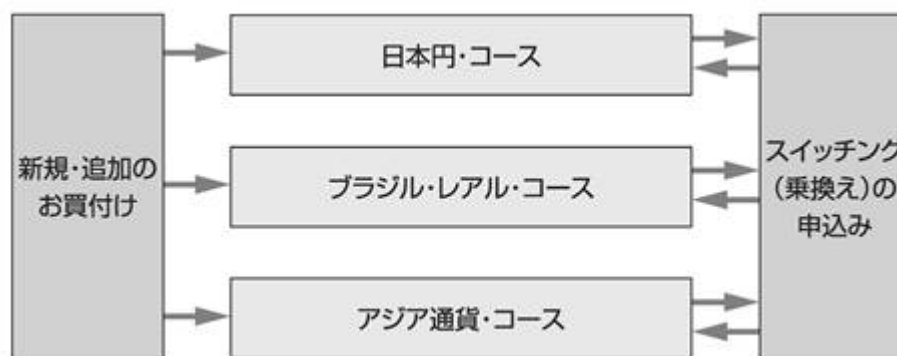 新規・追加の
お買付け
日本円・コース
ブラジル・レアル・コース
アジア通貨・コース
スイッチング
(乗換え)の
申込み